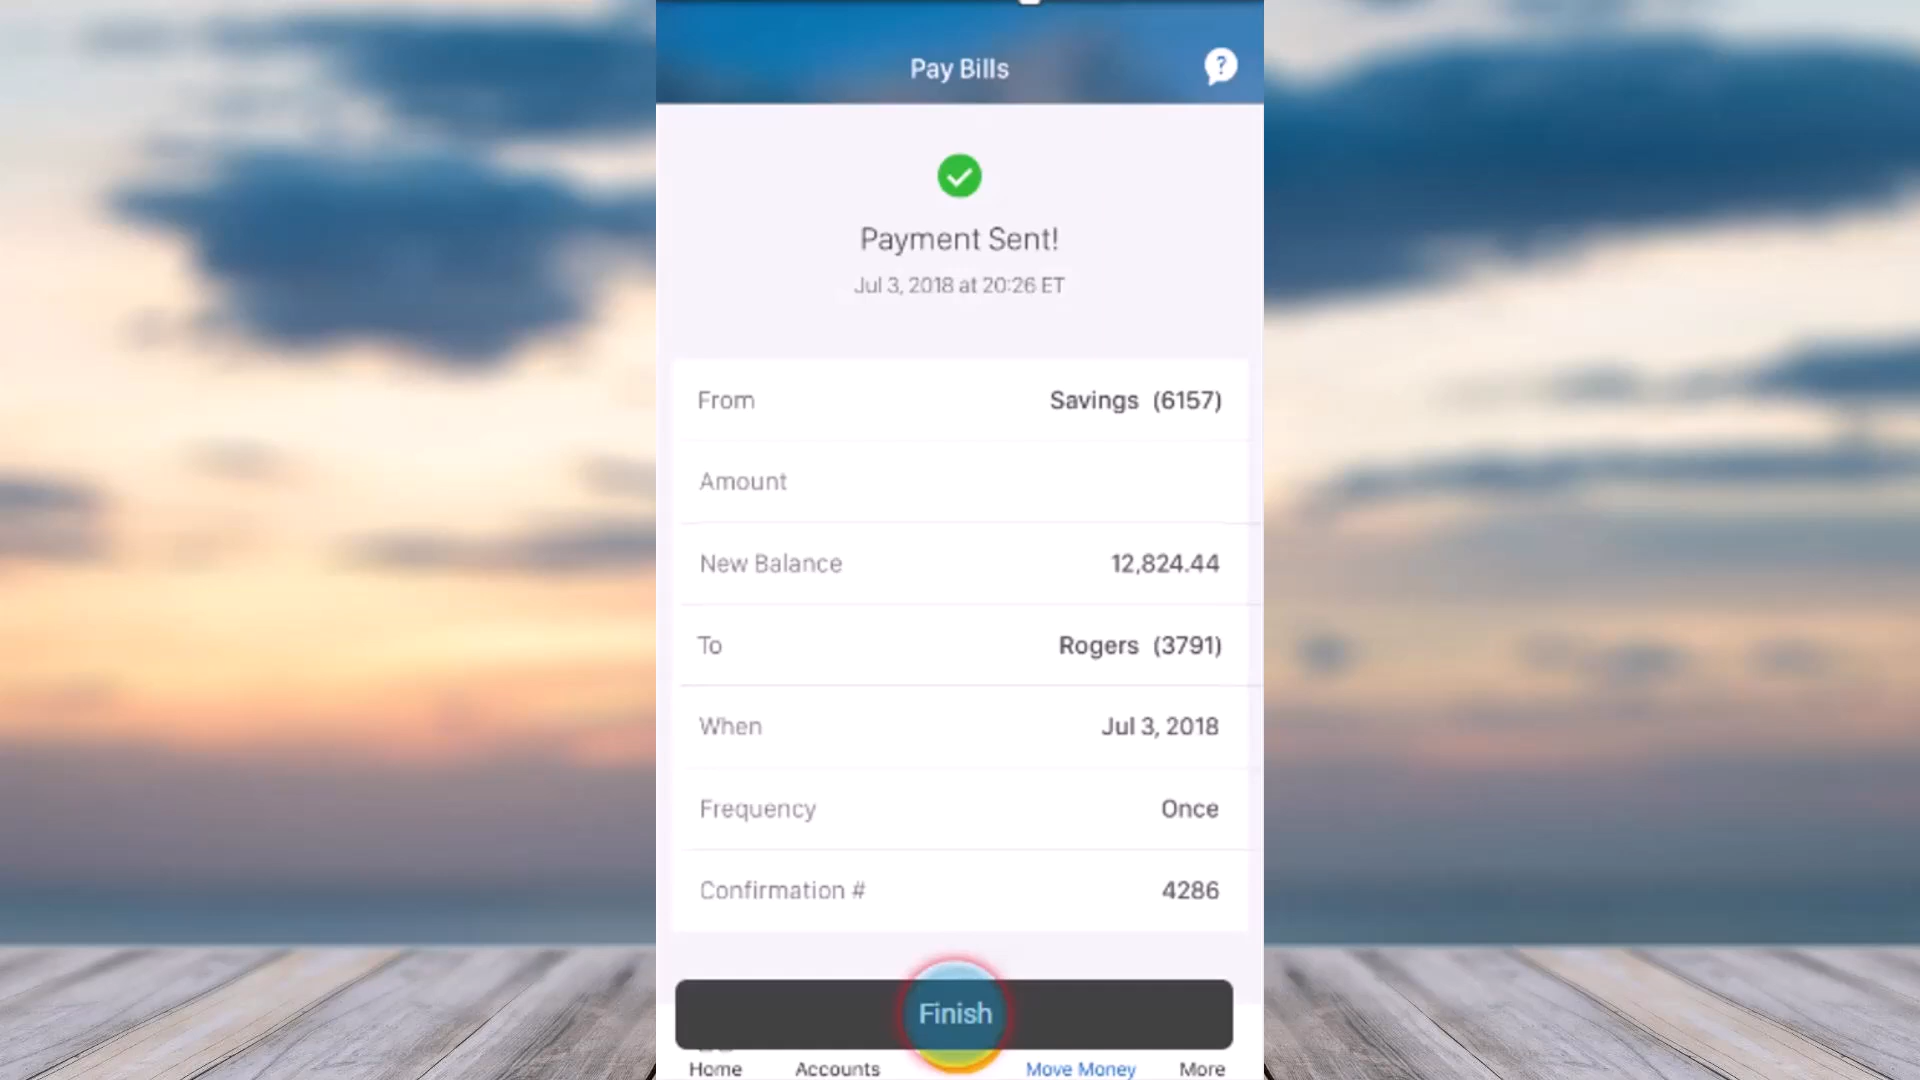 Pay Bills
?
Payment Sent!
Jul 3, 2018 at 20:26 ET
From Savings (6157)
Amount
New Balance 12,824.44
To Rogers (3791)
When Jul 3, 2018
Frequency Once
Confirmation # 4286
Finish
Home Accounts Move Money More